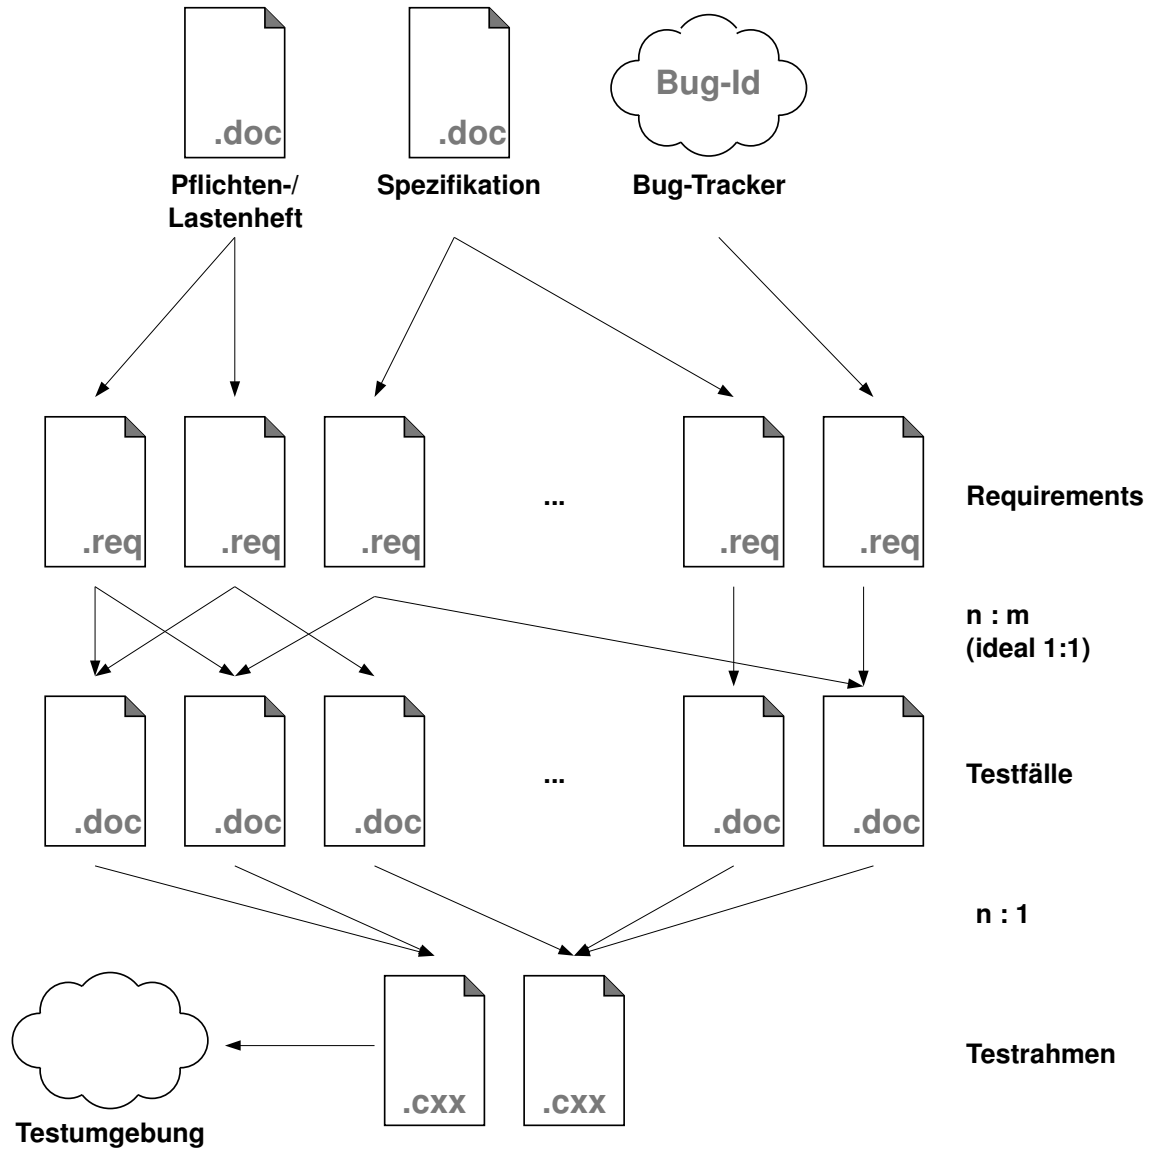 .doc
.doc
Bug-Id
Pflichten-/
Lastenheft
Spezifikation
Bug-Tracker
.req
.req
.req
...
.req
.req
Requirements
n : m
(ideal 1:1)
.doc
.doc
.doc
...
.doc
.doc
Testfälle
n : 1
.cxx
.cxx
Testrahmen
Testumgebung